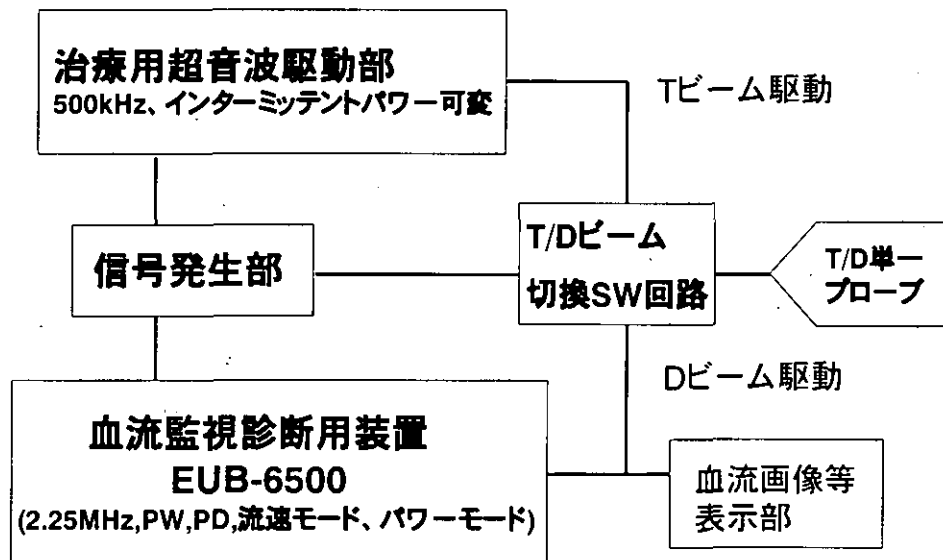 治療用超音波駆動部
500kHz、インターミッテントパワー可変
Tビーム駆動
信号発生部
T/Dビーム
切換SW回路
T/D単一
プローブ
Dビーム駆動
血流監視診断用装置
EUB-6500
(2.25MHz,PW,PD,流速モード、パワーモード)
血流画像等
表示部